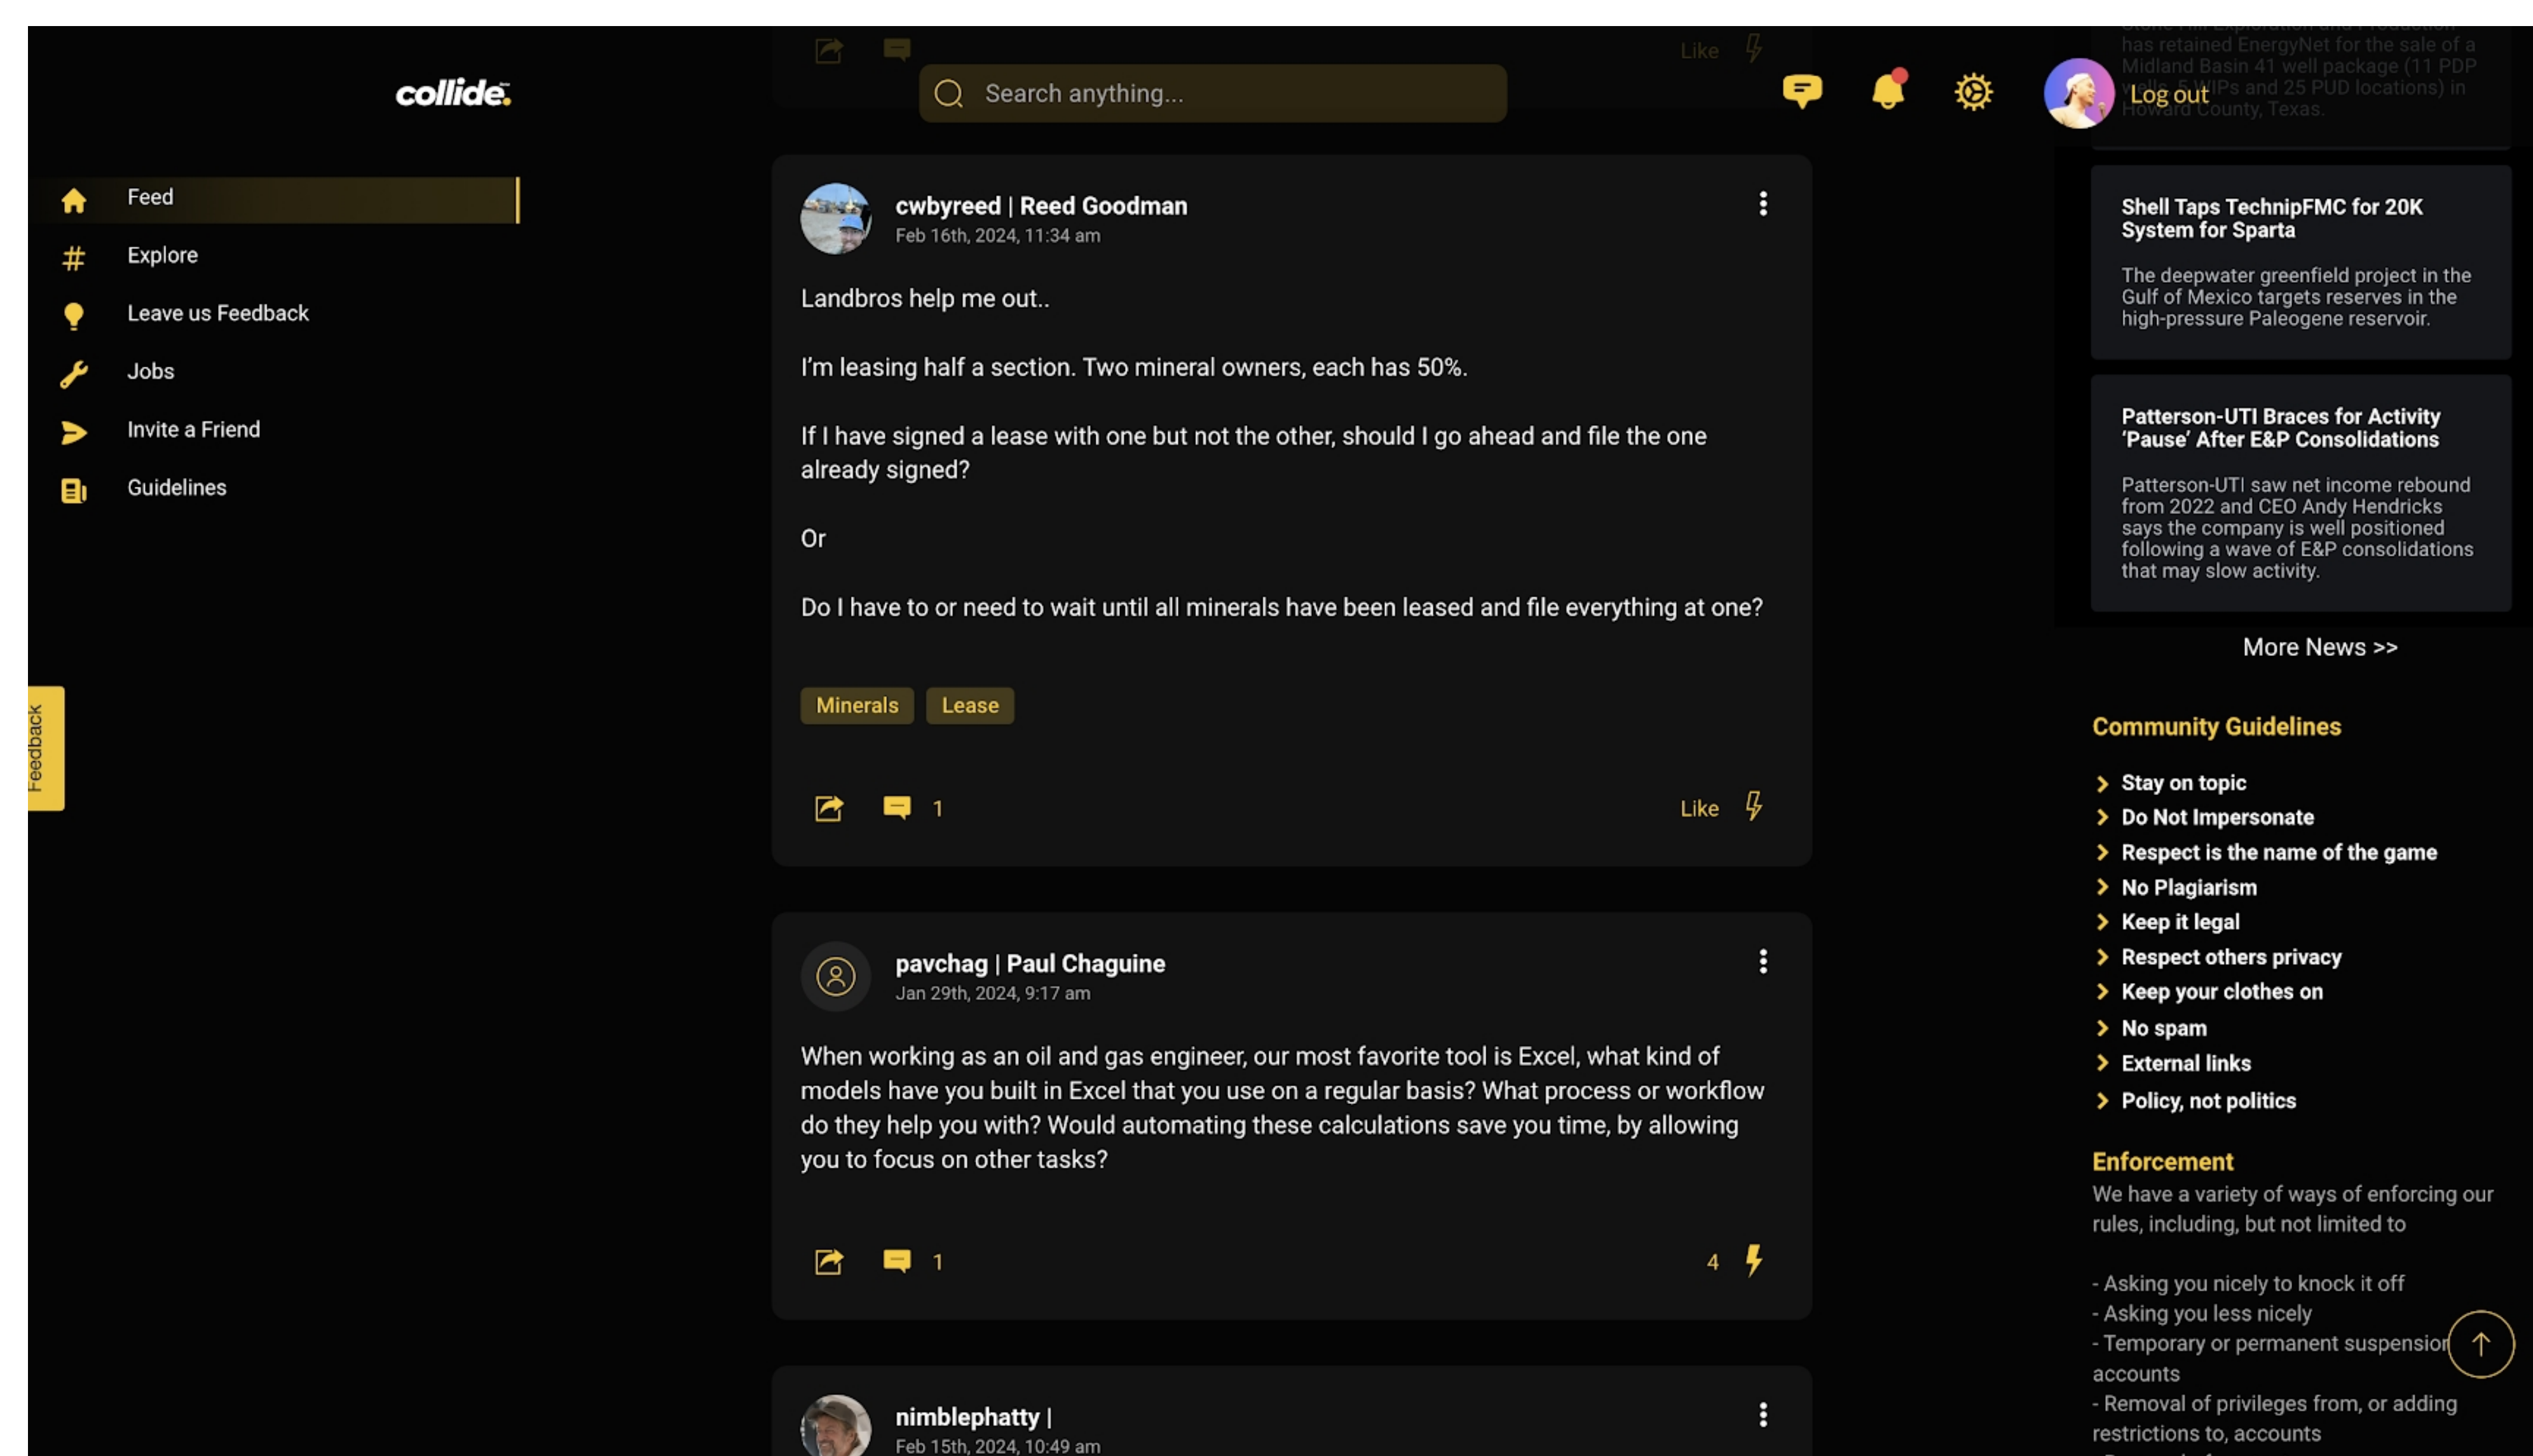 Like
collide.
Search anything...
Log out
Feed
Explore
Leave us Feedback
Jobs
Invite a Friend
Guidelines
Feedback
cwbyreed | Reed Goodman
Feb 16th, 2024, 11:34 am
Landbros help me out..
I'm leasing half a section. Two mineral owners, each has 50%.
If I have signed a lease with one but not the other, should I go ahead and file the one
already signed?
Or
Do I have to or need to wait until all minerals have been leased and file everything at one?
Minerals Lease
1 Like
pavchag | Paul Chaguine
Jan 29th, 2024, 9:17 am
When working as an oil and gas engineer, our most favorite tool is Excel, what kind of
models have you built in Excel that you use on a regular basis? What process or workflow
do they help you with? Would automating these calculations save you time, by allowing
you to focus on other tasks?
1 4
nimblephatty |
Feb 15th, 2024, 10:49 am
has retained EnergyNet for the sale of a
Midland Basin 41 well package (11 PDP
WIPs and 25 PUD locations) in
Howard County, Texas.
Shell Taps TechnipFMC for 20K
System for Sparta
The deepwater greenfield project in the
Gulf of Mexico targets reserves in the
high-pressure Paleogene reservoir.
Patterson-UTI Braces for Activity
‘Pause’ After E&P Consolidations
Patterson-UTI saw net income rebound
from 2022 and CEO Andy Hendricks
says the company is well positioned
following a wave of E&P consolidations
that may slow activity.
More News >>
Community Guidelines
Stay on topic
Do Not Impersonate
Respect is the name of the game
No Plagiarism
Keep it legal
Respect others privacy
Keep your clothes on
No spam
External links
Policy, not politics
Enforcement
We have a variety of ways of enforcing our
rules, including, but not limited to
- Asking you nicely to knock it off
- Asking you less nicely
- Temporary or permanent suspension
accounts
- Removal of privileges from, or adding
restrictions to, accounts